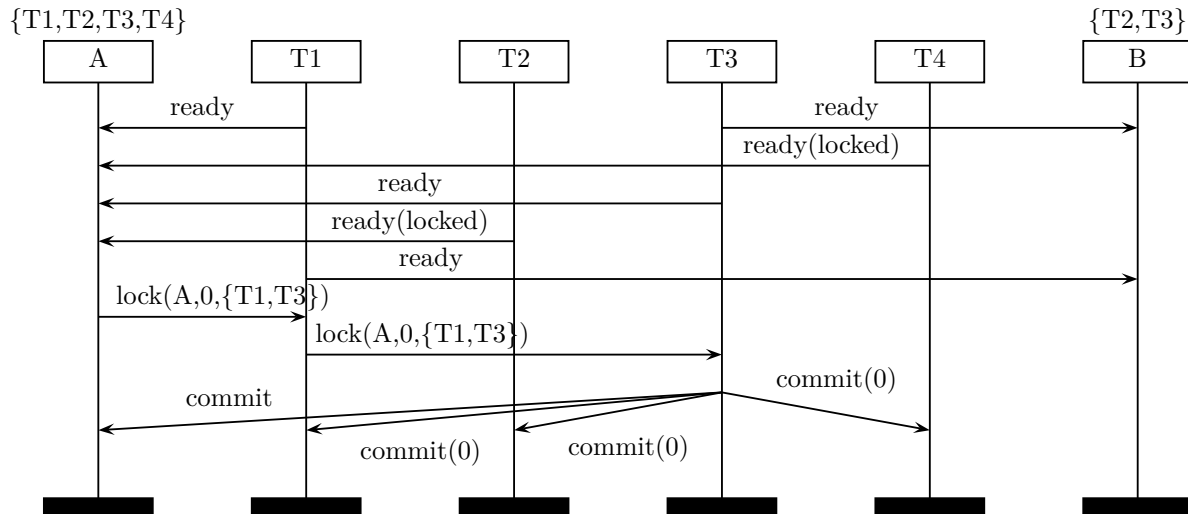 {T1,T2,T3,T4}
{T2,T3}
A
T1
T2
T3
T4
B
ready
ready
ready(locked)
ready
ready(locked)
ready
lock(A,0,{T1,T3})
lock(A,0,{T1,T3})
commit(0)
commit
commit(0)
commit(0)